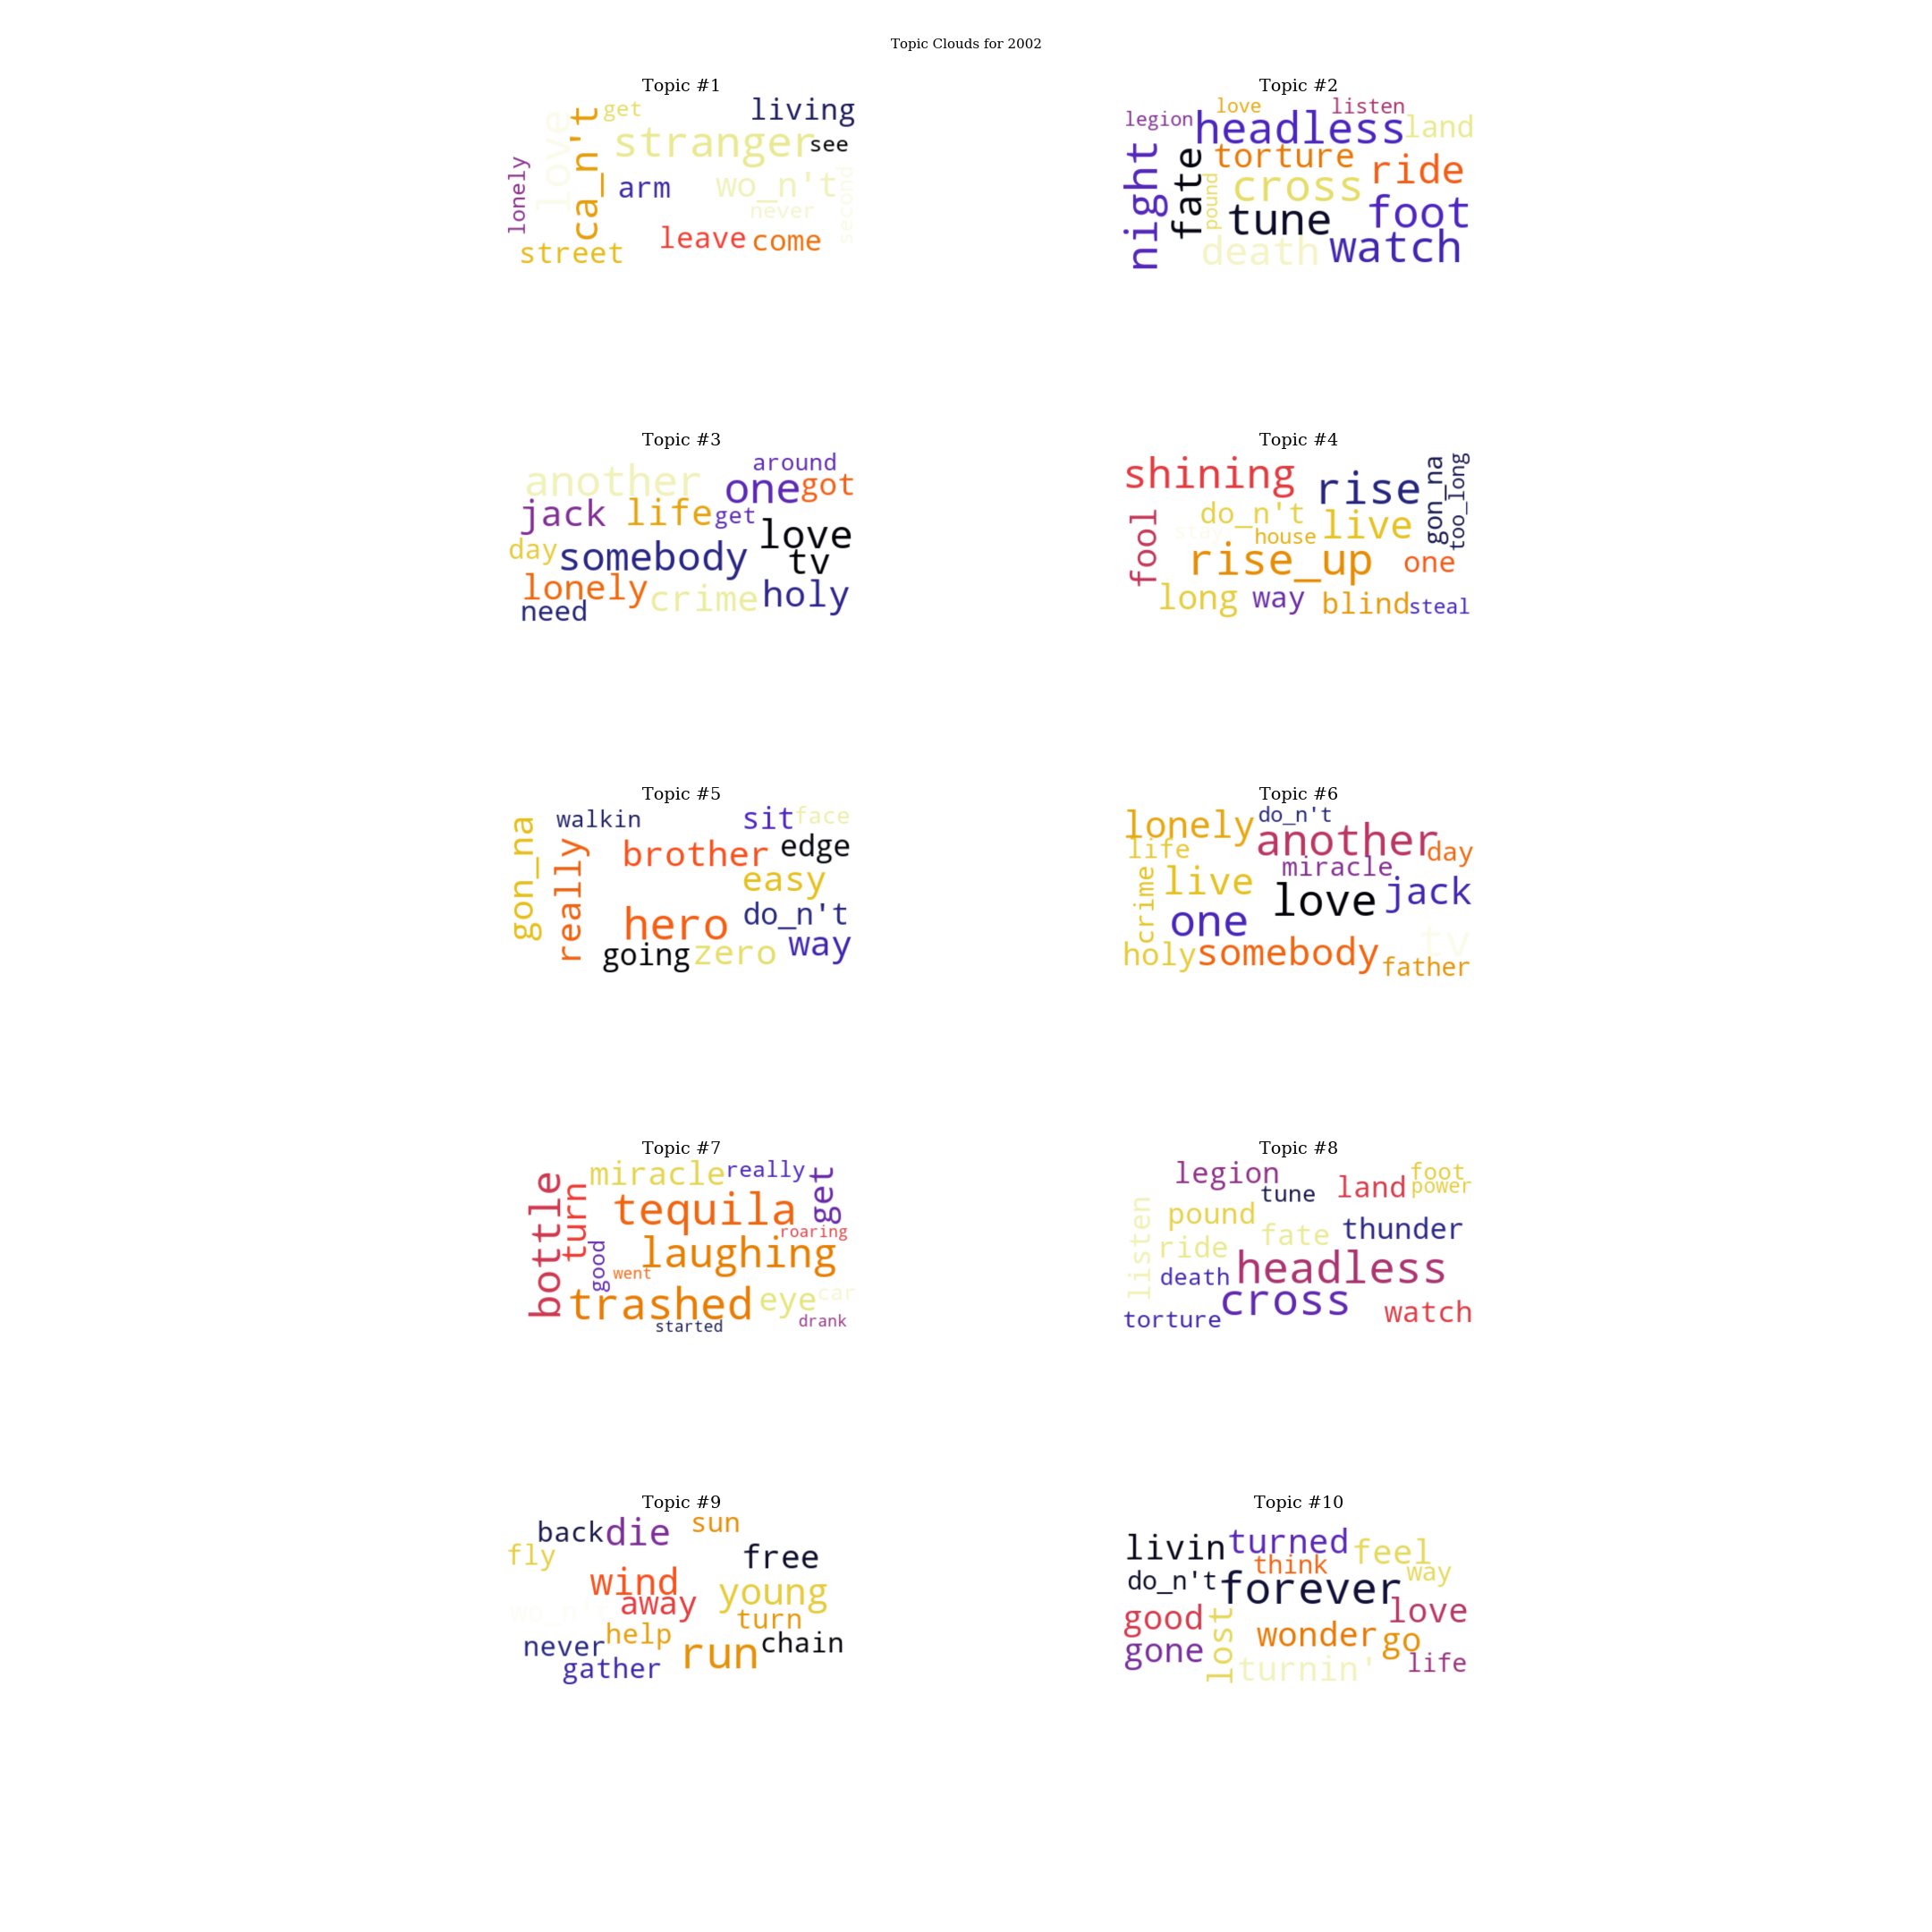 Topic Clouds for 2002
Topic #1
get
living
love
ca_n't
stranger
see
lonely
arm
wo_n't
second
never
leave
come
street
Topic #2
love
listen
legion
headless
land
night
fate
torture
ride
pound
cross
tune
foot
death
watch
Topic #3
around
another
one
got
jack
life
get
love
day
somebody
tv
lonely
crime
holy
need
Topic #4
shining
rise
gon_na
too_long
fool
do_n't
live
stay
house
rise_up
one
long
way
blind
steal
Topic #5
gon_na
walkin
sit
face
really
brother
edge
easy
hero
do_n't
going
zero
way
Topic #6
lonely
do_n't
life
another
day
miracle
crime
live
love
jack
one
tv
holy
somebody
father
Topic #7
bottle
turn
miracle
really
get
tequila
roaring
good
laughing
went
trashed
eye
car
started
drank
Topic #8
legion
tune
land
foot
power
listen
pound
fate
thunder
ride
death
headless
cross
torture
watch
Topic #9
back
die
sun
fly
free
wind
young
away
turn
never
help
run
chain
gather
Topic #10
livin
turned
feel
think
way
do_n't
forever
good
love
lost
wonder
go
gone
turnin'
life